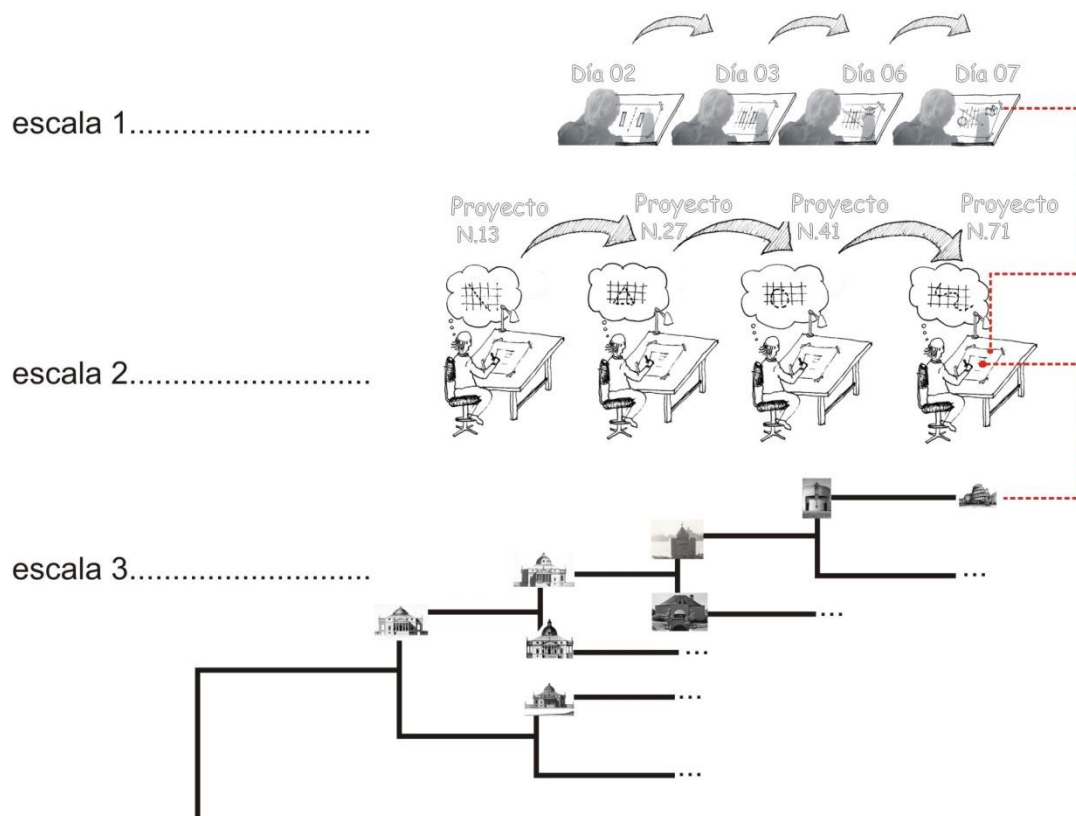 Día 02 Día 03 Día 06 Día 07
escala 1............................
Proyecto Proyecto Proyecto Proyecto
N.13 N.27 N.41 N.71
escala 2............................
escala 3............................
...
...
...
...
...